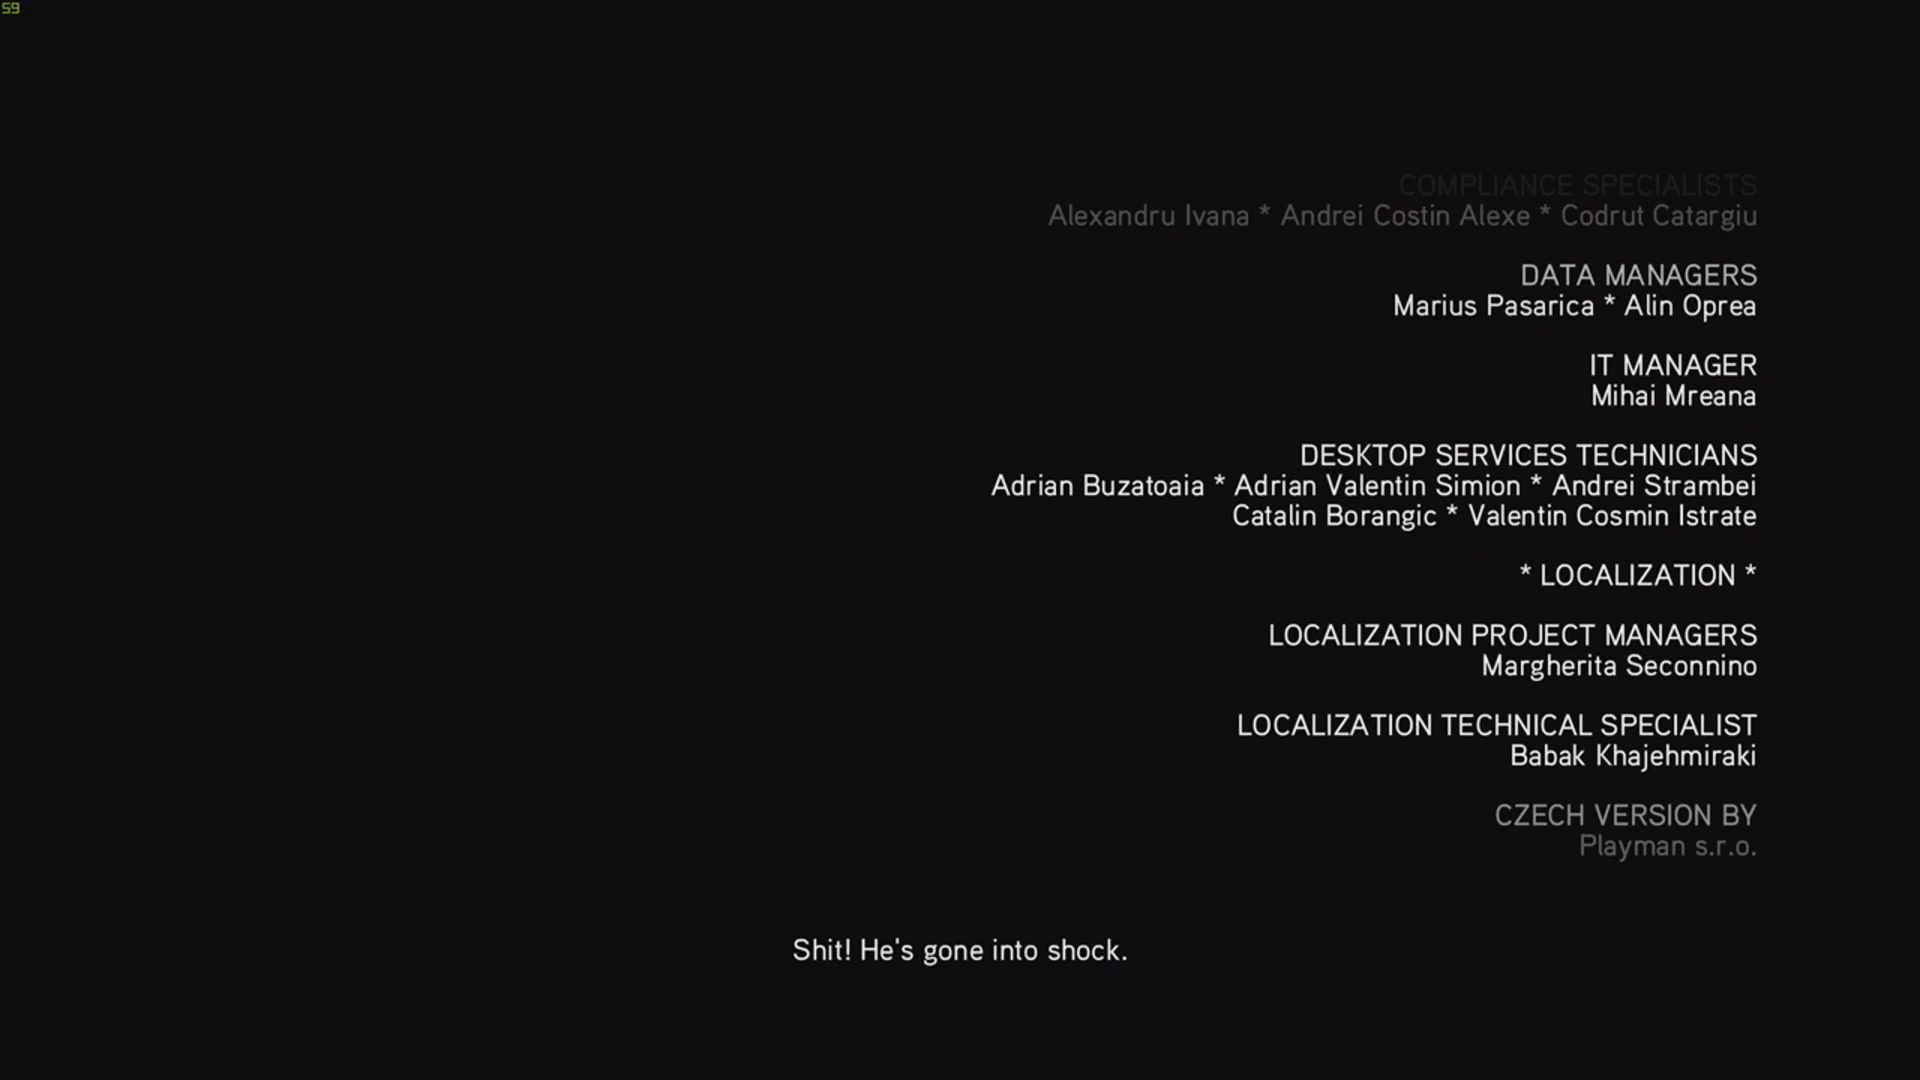 59
COMPLIANCE SPECIALISTS
Alexandru Ivana * Andrei Costin Alexe * Codrut Catargiu
DATA MANAGERS
Marius Pasarica * Alin Oprea
IT MANAGER
Mihai Mreana
DESKTOP SERVICES TECHNICIANS
Adrian Buzatoaia * Adrian Valentin Simion * Andrei Strambei
Catalin Borangic * Valentin Cosmin Istrate
* LOCALIZATION *
LOCALIZATION PROJECT MANAGERS
Margherita Seconnino
LOCALIZATION TECHNICAL SPECIALIST
Babak Khajehmiraki
CZECH VERSION BY
Playman s.r.o.
Shit! He's gone into shock.